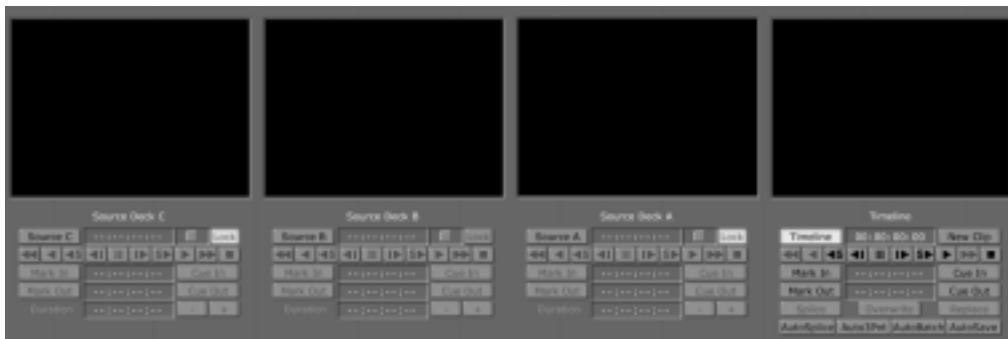 Source Deck C
Source C --:--:--:-- Lock
Mark In --:--:--:-- Cue In
Mark Out --:--:--:-- Cue Out
Duration --:--:--:-- - +
Source Deck B
Source B --:--:--:-- Lock
Mark In --:--:--:-- Cue In
Mark Out --:--:--:-- Cue Out
Duration --:--:--:-- - +
Source Deck A
Source A --:--:--:-- Lock
Mark In --:--:--:-- Cue In
Mark Out --:--:--:-- Cue Out
Duration --:--:--:-- - +
Timeline
Timeline 00:00:00:00 New Clip
Mark In --:--:--:-- Cue In
Mark Out --:--:--:-- Cue Out
Splice Overwrite Replace
AutoSplice Auto3Pnt AutoBatch AutoSave